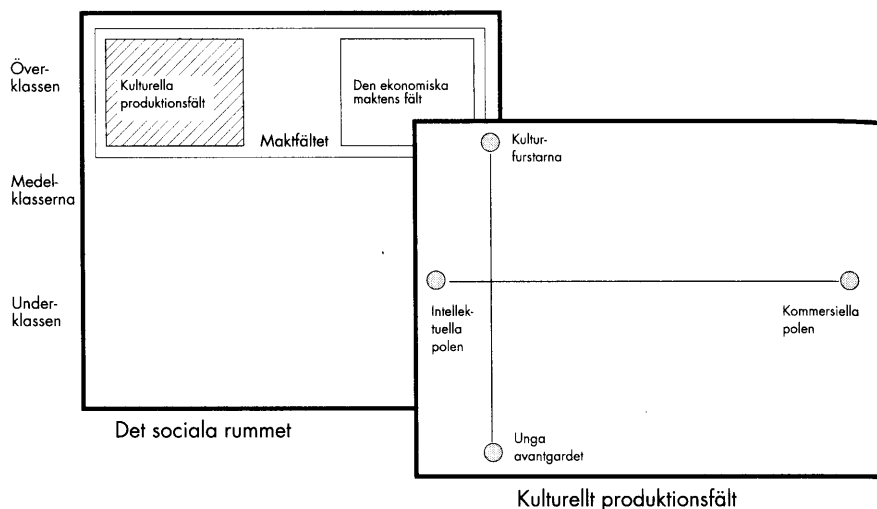 Över-
klassen
Kulturella
produktionsfält
Den ekonomiska
maktens fält
Maktfältet
Medel-
klasserna
Under-
klassen
Det sociala rummet
Kultur-
furstarna
Intellek-
tuella
polen
Kommersiella
polen
Unga
avantgardet
Kulturellt produktionsfält